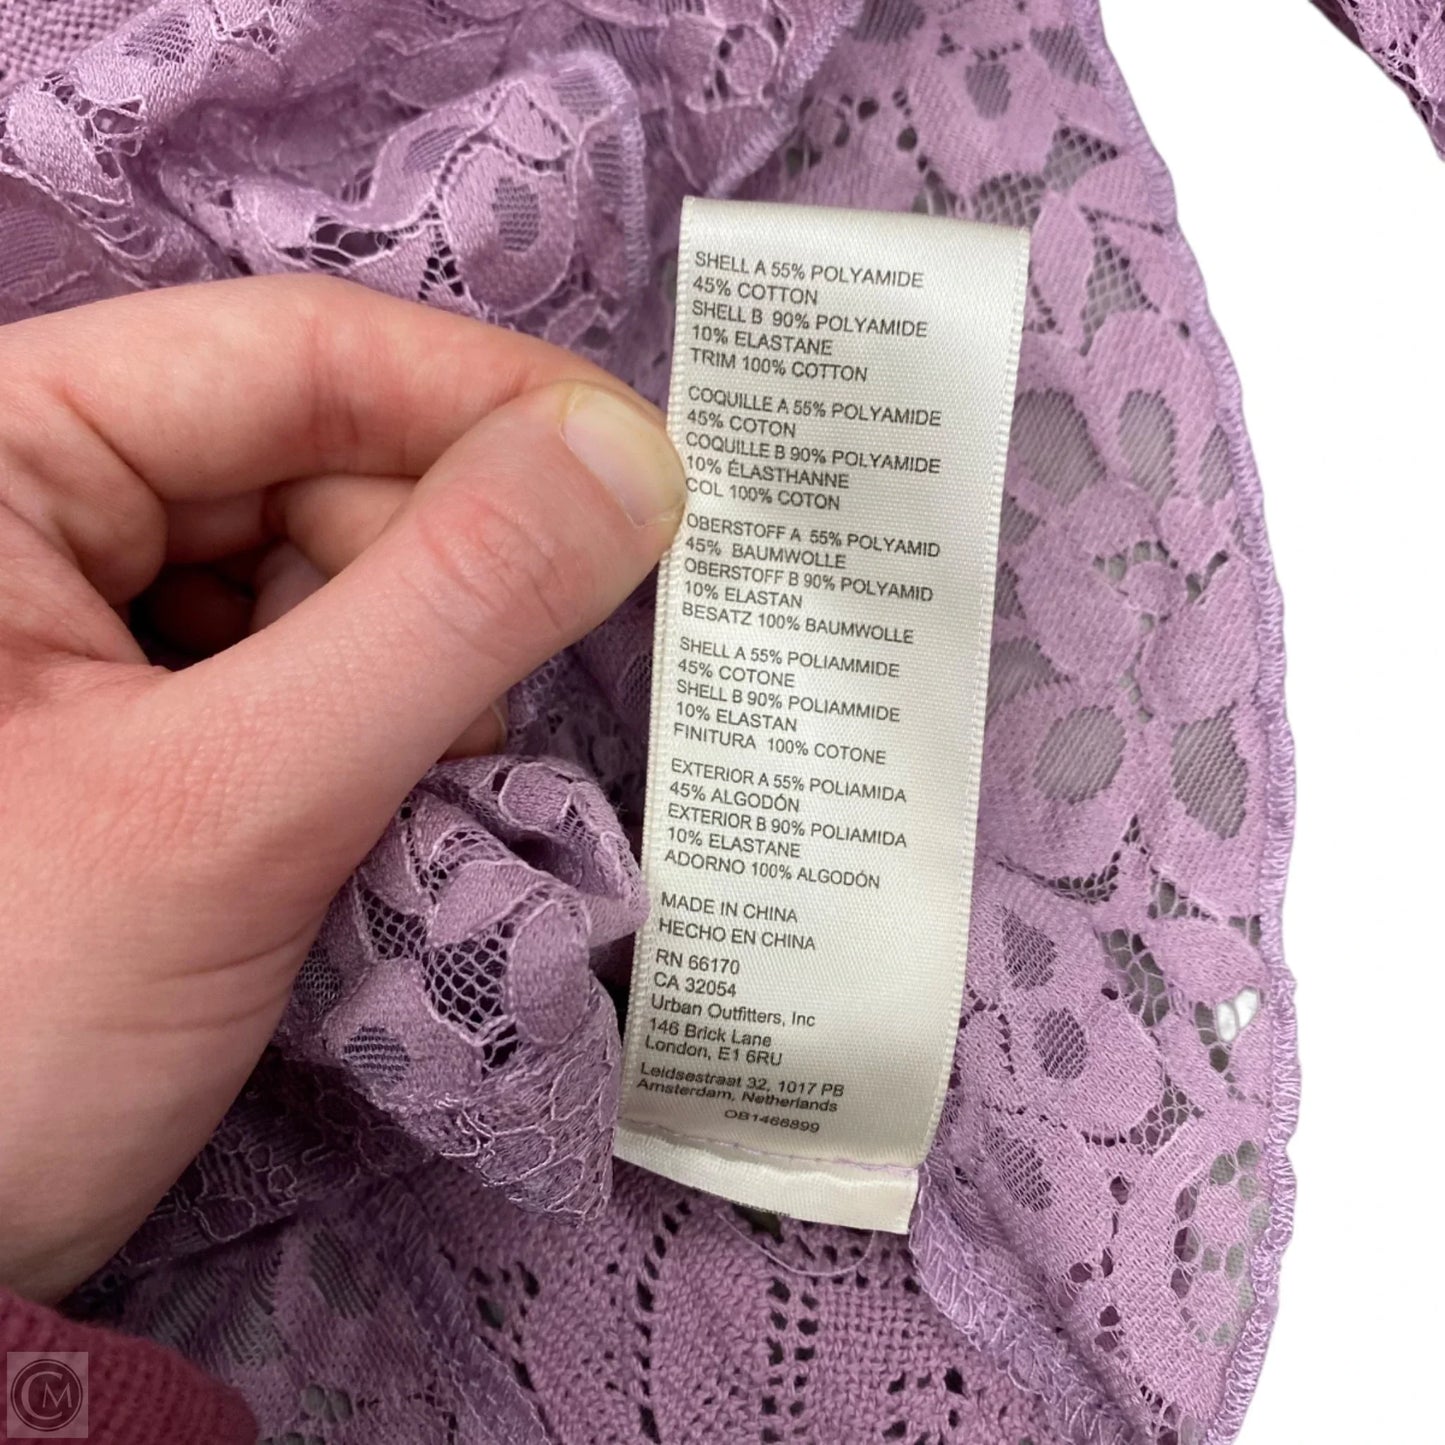 SHELL A 55% POLYAMIDE
45% COTTON
SHELL B 90% POLYAMIDE
10% ELASTANE
TRIM 100% COTTON
COQUILLE A 55% POLYAMIDE
45% COTON
COQUILLE B 90% POLYAMIDE
10% ÉLASTHANNE
COL 100% COTON
OBERSTOFF A 55% POLYAMID
45% BAUMWOLLE
OBERSTOFF B 90% POLYAMID
10% ELASTAN
BESATZ 100% BAUMWOLLE
SHELL A 55% POLIAMMIDE
45% COTONE
SHELL B 90% POLIAMMIDE
10% ELASTAN
FINITURA 100% COTONE
EXTERIOR A 55% POLIAMIDA
45% ALGODÓN
EXTERIOR B 90% POLIAMIDA
10% ELASTANE
ADORNO 100% ALGODÓN
MADE IN CHINA
HECHO EN CHINA
RN 66170
CA 32054
Urban Outfitters, Inc
146 Brick Lane
London, E1 6RU
Leidsestraat 32, 1017 PB
Amsterdam, Netherlands
OB1466899
CM